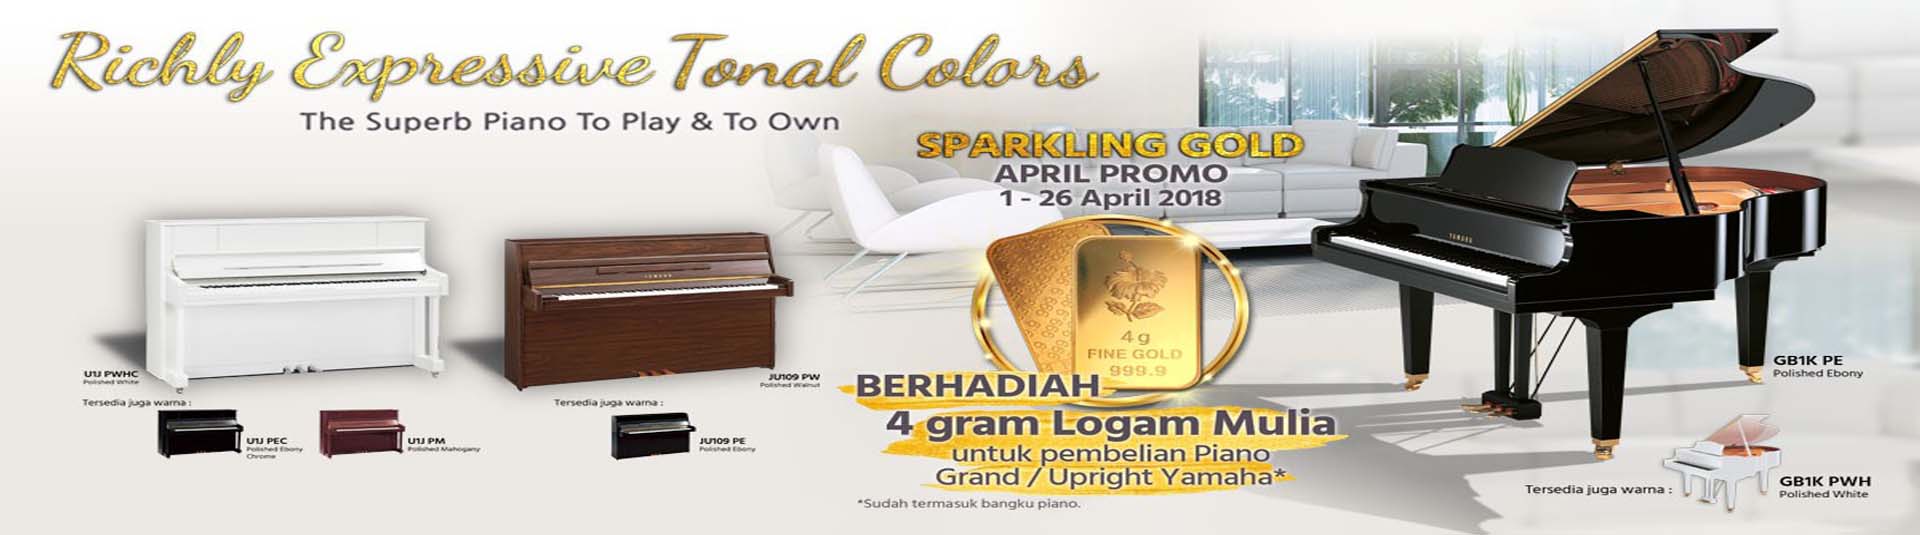 Richly Expressive Tonal Colors
The Superb Piano To Play & To Own
SPARKLING GOLD
APRIL PROMO
1 - 26 April 2018
4g
FINE GOLD
999.9
BERHADIAH
4 gram Logam Mulia
untuk pembelian Piano
Grand / Upright Yamaha*
*Sudah termasuk bangku piano.
U1J PWHC
Polished White
Tersedia juga warna :
U1J PEC
Polished Ebony
Chrome
U1J PM
Polished Mahogany
YAMAHA
JU109 PW
Polished Walnut
Tersedia juga warna :
JU109 PE
Polished Ebony
YAMAHA
GB1K PE
Polished Ebony
Tersedia juga warna :
GB1K PWH
Polished White